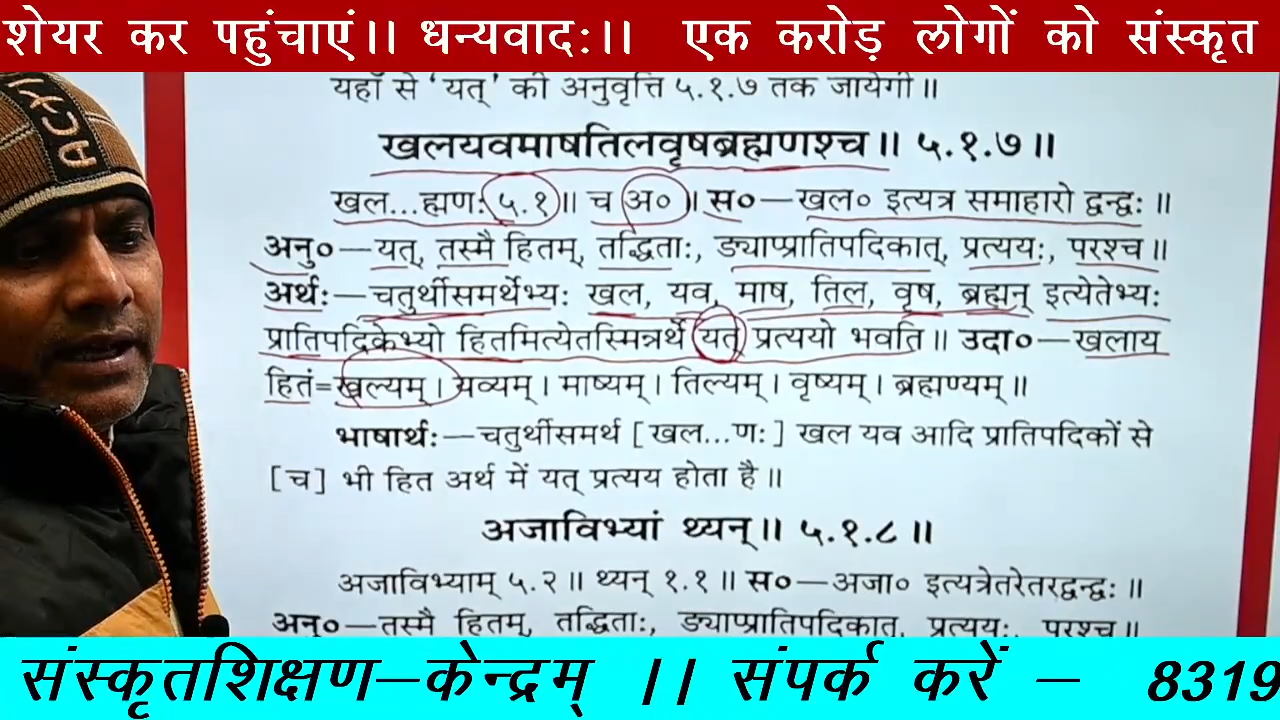 शेयर कर पहुंचाएं।। धन्यवादः।। एक करोड़ लोगों को संस्कृत
यहाँ से 'यत्' की अनुवृत्ति ५.१.७ तक जायेगी॥
खलयवमाषतिलवृषब्रह्मणश्च॥ ५.१.७॥
खल...ह्मणः ५.१॥ च अ०॥ स०—खल० इत्यत्र समाहारो द्वन्द्वः॥
अनु०—यत्, तस्मै हितम्, तद्धिताः, ङ्याप्प्रातिपदिकात्, प्रत्ययः, परश्च॥
अर्थः—चतुर्थीसमर्थेभ्यः खल, यव, माष, तिल, वृष, ब्रह्मन् इत्येतेभ्यः
प्रातिपदिकेभ्यो हितमित्येतस्मिन्नर्थे यत् प्रत्ययो भवति॥ उदा०—खलाय
हितं=खल्यम्। यव्यम्। माष्यम्। तिल्यम्। वृष्यम्। ब्रह्मण्यम्॥
भाषार्थः—चतुर्थीसमर्थ [खल...णः] खल यव आदि प्रातिपदिकों से
[च] भी हित अर्थ में यत् प्रत्यय होता है॥
अजाविभ्यां थ्यन्॥ ५.१.८॥
अजाविभ्याम् ५.२॥ थ्यन् १.१॥ स०—अजा० इत्यत्रेतरेतरद्वन्द्वः॥
अनु०—तस्मै हितम्, तद्धिताः, ङ्याप्प्रातिपदिकात्, प्रत्ययः, परश्च॥
संस्कृतशिक्षण-केन्द्रम् ।। संपर्क करें - 8319